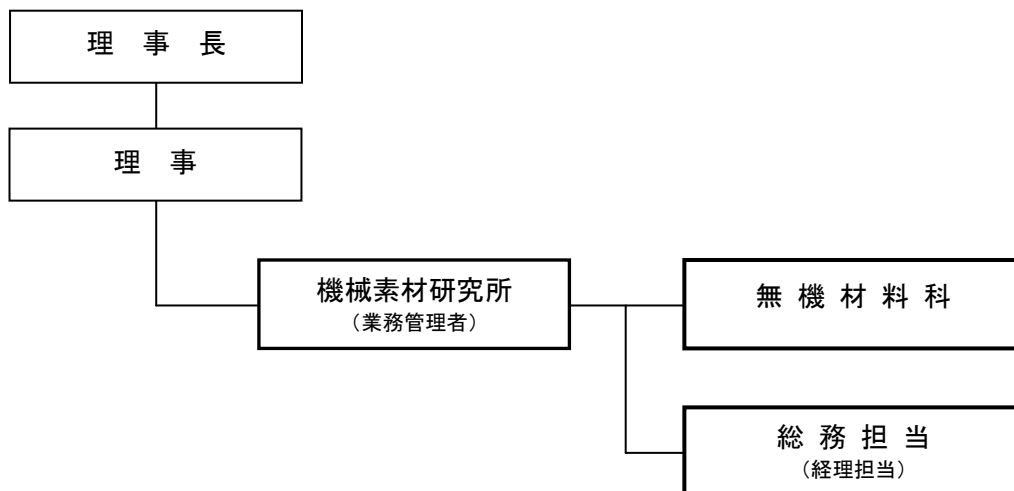 理 事 長
理 事
機械素材研究所
（業務管理者）
無 機 材 料 科
総 務 担 当
（経理担当）